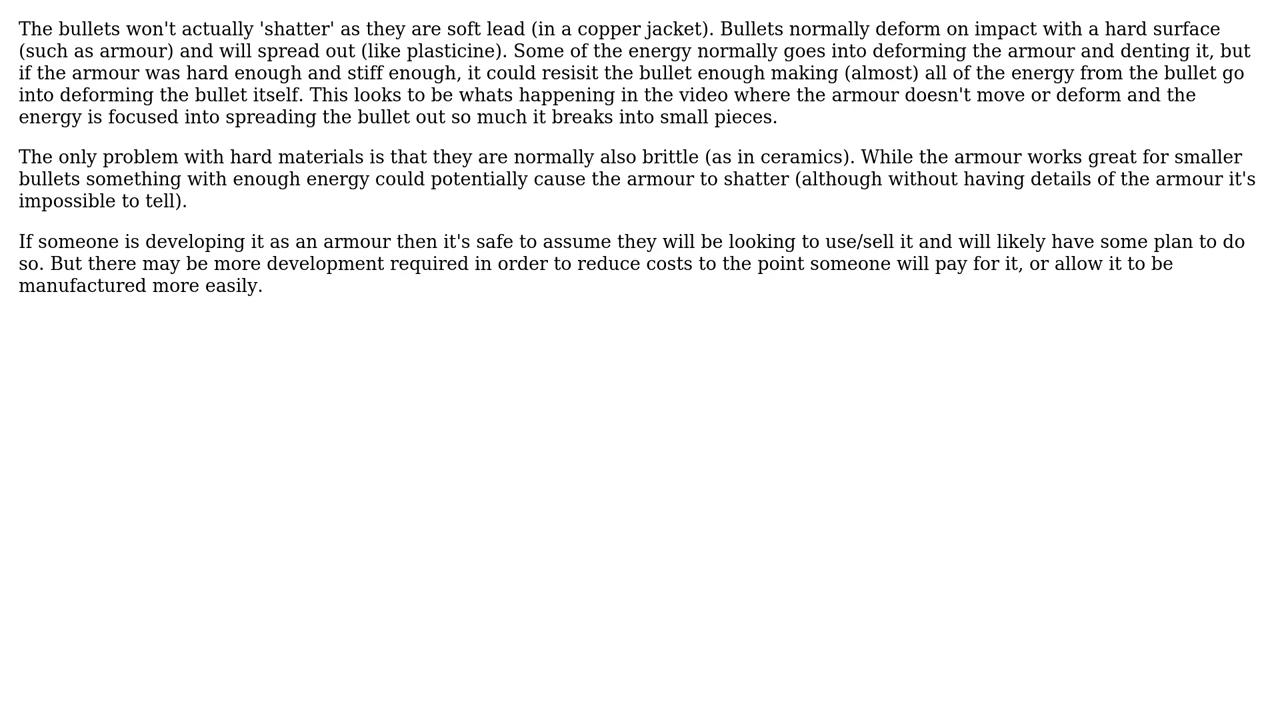 The bullets won't actually 'shatter' as they are soft lead (in a copper jacket). Bullets normally deform on impact with a hard surface
(such as armour) and will spread out (like plasticine). Some of the energy normally goes into deforming the armour and denting it, but
if the armour was hard enough and stiff enough, it could resisit the bullet enough making (almost) all of the energy from the bullet go
into deforming the bullet itself. This looks to be whats happening in the video where the armour doesn't move or deform and the
energy is focused into spreading the bullet out so much it breaks into small pieces.
The only problem with hard materials is that they are normally also brittle (as in ceramics). While the armour works great for smaller
bullets something with enough energy could potentially cause the armour to shatter (although without having details of the armour it's
impossible to tell).
If someone is developing it as an armour then it's safe to assume they will be looking to use/sell it and will likely have some plan to do
so. But there may be more development required in order to reduce costs to the point someone will pay for it, or allow it to be
manufactured more easily.